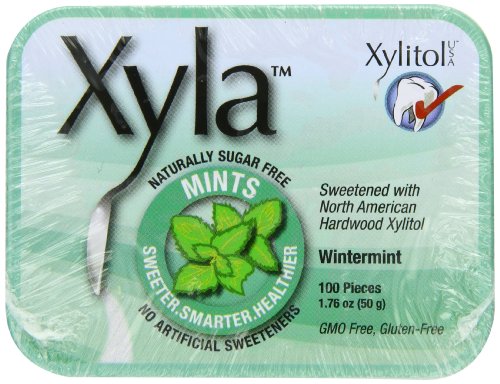 Xyla™
Xylitol USA™
NATURALLY SUGAR FREE
MINTS
SWEETER.SMARTER.HEALTHIER
NO ARTIFICIAL SWEETENERS
Sweetened with
North American
Hardwood Xylitol
Wintermint
100 Pieces
1.76 oz (50 g)
GMO Free, Gluten-Free